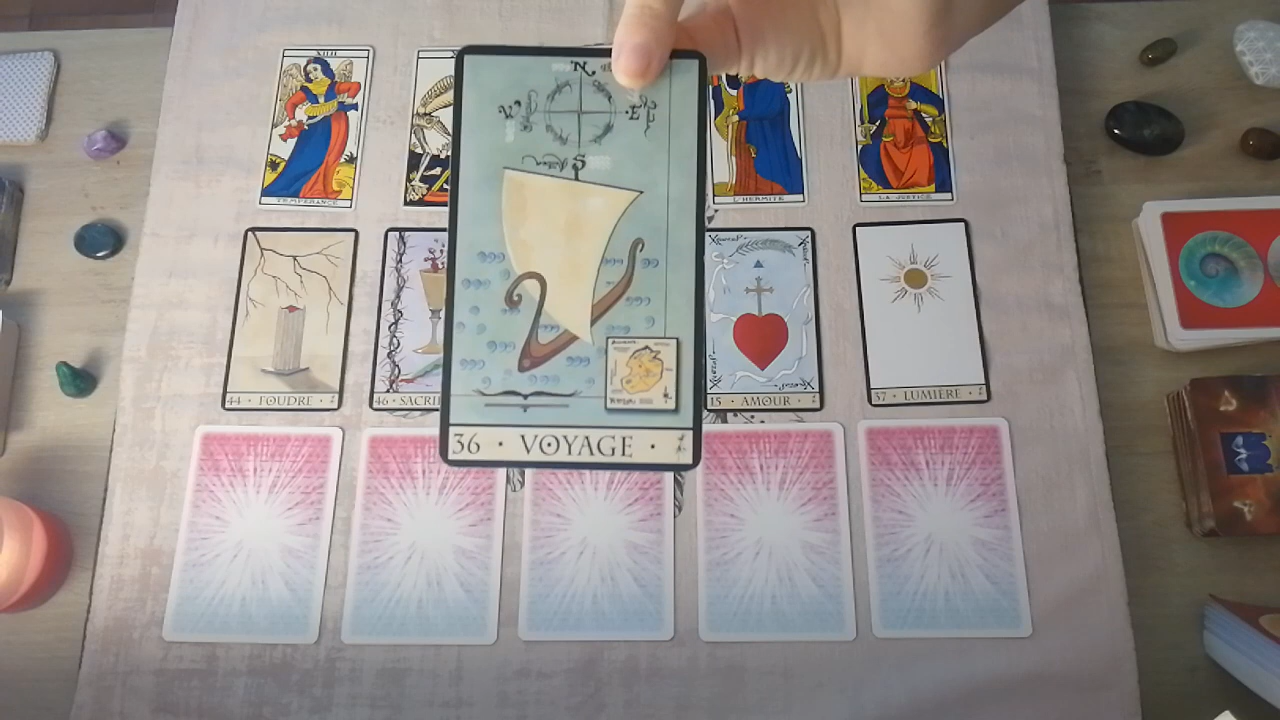 XIIII
TEMPERANCE
L'HERMITE
LA·JUSTICE
N
W
E
S
36 · VOYAGE ·
44 · FOUDRE ·
46 · SACRI
15 · AMOUR ·
37 · LUMIÈRE ·